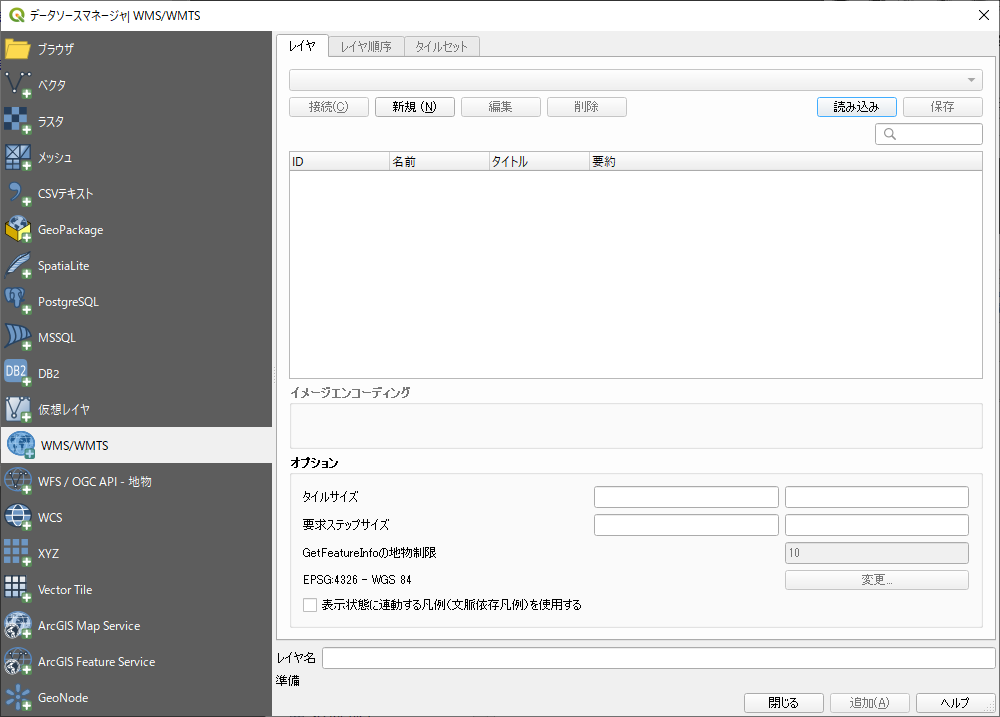 データソースマネージャ| WMS/WMTS
ブラウザ
ベクタ
ラスタ
メッシュ
CSVテキスト
GeoPackage
SpatiaLite
PostgreSQL
MSSQL
DB2
DB2
仮想レイヤ
WMS/WMTS
WFS / OGC API - 地物
WCS
XYZ
Vector Tile
ArcGIS Map Service
ArcGIS Feature Service
GeoNode
レイヤ レイヤ順序 タイルセット
接続(C) 新規 (N) 編集 削除 読み込み 保存
ID 名前 タイトル 要約
イメージエンコーディング
オプション
タイルサイズ
要求ステップサイズ
GetFeatureInfoの地物制限 10
EPSG:4326 - WGS 84 変更...
表示状態に連動する凡例(文脈依存凡例)を使用する
レイヤ名
準備
閉じる 追加(A) ヘルプ